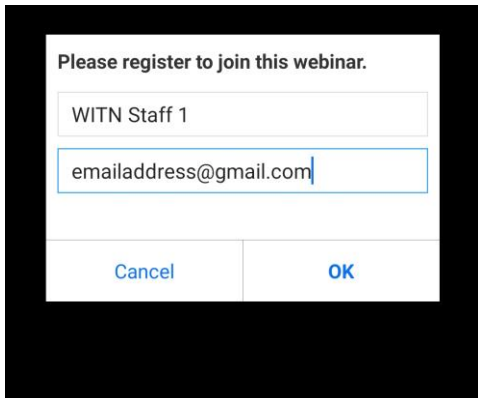 Please register to join this webinar.
WITN Staff 1
emailaddress@gmail.com
Cancel
OK